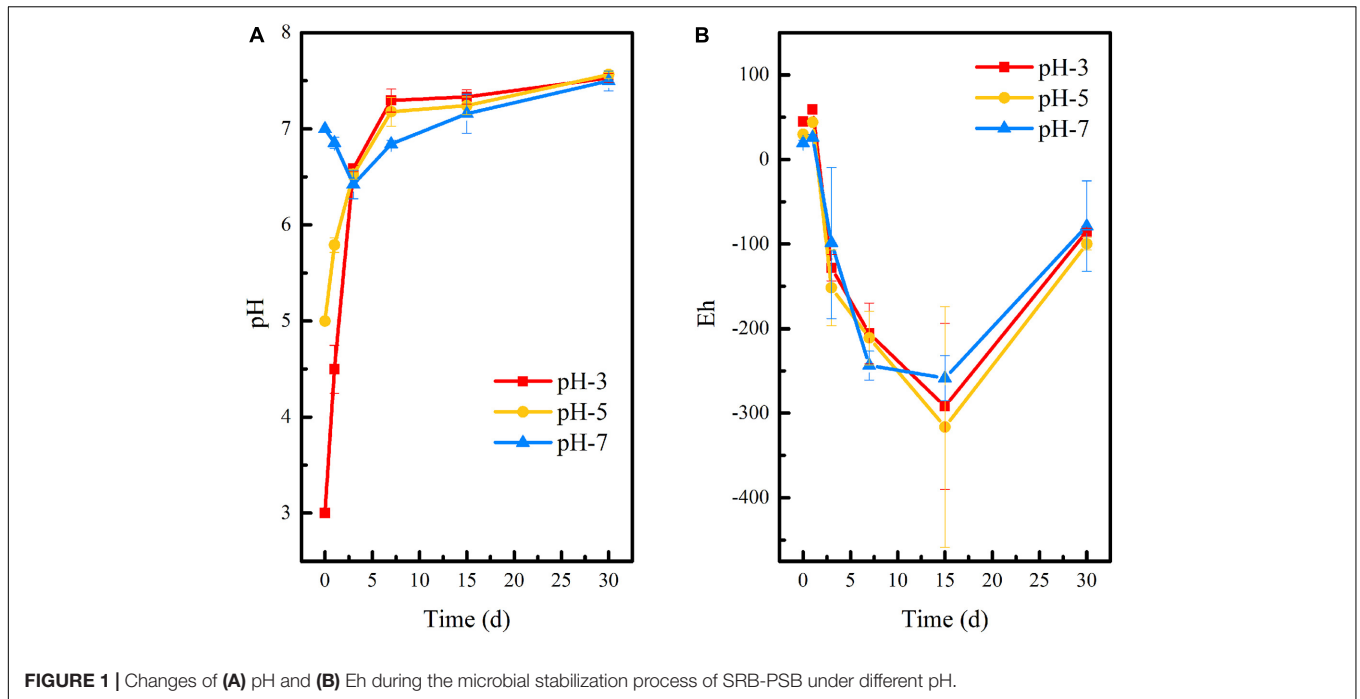 A
8
7
6
5
4
3
pH
pH-3
pH-5
pH-7
0 5 10 15 20 25 30
Time (d)
B
100
0
-100
-200
-300
-400
Eh
pH-3
pH-5
pH-7
0 5 10 15 20 25 30
Time (d)
FIGURE 1 | Changes of (A) pH and (B) Eh during the microbial stabilization process of SRB-PSB under different pH.